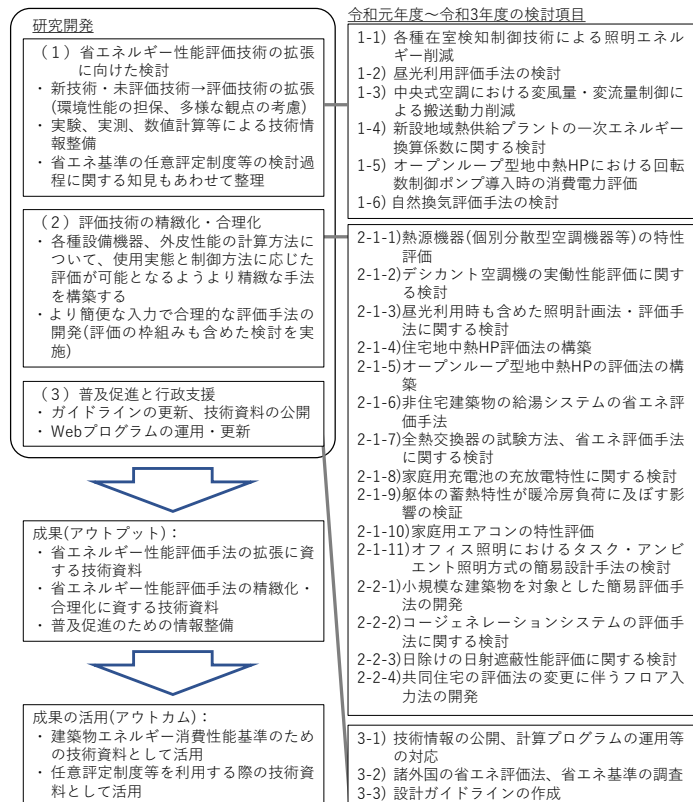 研究開発
（１）省エネルギー性能評価技術の拡張
に向けた検討
・ 新技術・未評価技術→評価技術の拡張
(環境性能の担保、多様な観点の考慮)
・ 実験、実測、数値計算等による技術情
報整備
・ 省エネ基準の任意評定制度等の検討過
程に関する知見もあわせて整理
（２）評価技術の精緻化・合理化
・ 各種設備機器、外皮性能の計算方法に
ついて、使用実態と制御方法に応じた
評価が可能となるようより精緻な手法
を構築する
・ より簡便な入力で合理的な評価手法の
開発(評価の枠組みも含めた検討を実
施)
（３）普及促進と行政支援
・ ガイドラインの更新、技術資料の公開
・ Webプログラムの運用・更新
成果(アウトプット)：
・ 省エネルギー性能評価手法の拡張に資
する技術資料
・ 省エネルギー性能評価手法の精緻化・
合理化に資する技術資料
・ 普及促進のための情報整備
成果の活用(アウトカム)：
・ 建築物エネルギー消費性能基準のため
の技術資料として活用
・ 任意評定制度等を利用する際の技術資
料として活用
令和元年度～令和3年度の検討項目
1-1) 各種在室検知制御技術による照明エネル
ギー削減
1-2) 昼光利用評価手法の検討
1-3) 中央式空調における変風量・変流量制御に
よる搬送動力削減
1-4) 新設地域熱供給プラントの一次エネルギー
換算係数に関する検討
1-5) オープンループ型地中熱HPにおける回転
数制御ポンプ導入時の消費電力評価
1-6) 自然換気評価手法の検討
2-1-1)熱源機器(個別分散型空調機器等)の特性
評価
2-1-2)デシカント空調機の実働性能評価に関す
る検討
2-1-3)昼光利用時も含めた照明計画法・評価手
法に関する検討
2-1-4)住宅地中熱HP評価法の構築
2-1-5)オープンループ型地中熱HPの評価法の構
築
2-1-6)非住宅建築物の給湯システムの省エネ評
価手法
2-1-7)全熱交換器の試験方法、省エネ評価手法
に関する検討
2-1-8)家庭用充電池の充放電特性に関する検討
2-1-9)躯体の蓄熱特性が暖冷房負荷に及ぼす影
響の検証
2-1-10)家庭用エアコンの特性評価
2-1-11)オフィス照明におけるタスク・アンビ
エント照明方式の簡易設計手法の検討
2-2-1)小規模な建築物を対象とした簡易評価手
法の開発
2-2-2)コージェネレーションシステムの評価手
法に関する検討
2-2-3)日除けの日射遮蔽性能評価に関する検討
2-2-4)共同住宅の評価法の変更に伴うフロア入
力法の開発
3-1) 技術情報の公開、計算プログラムの運用等
の対応
3-2) 諸外国の省エネ評価法、省エネ基準の調査
3-3) 設計ガイドラインの作成